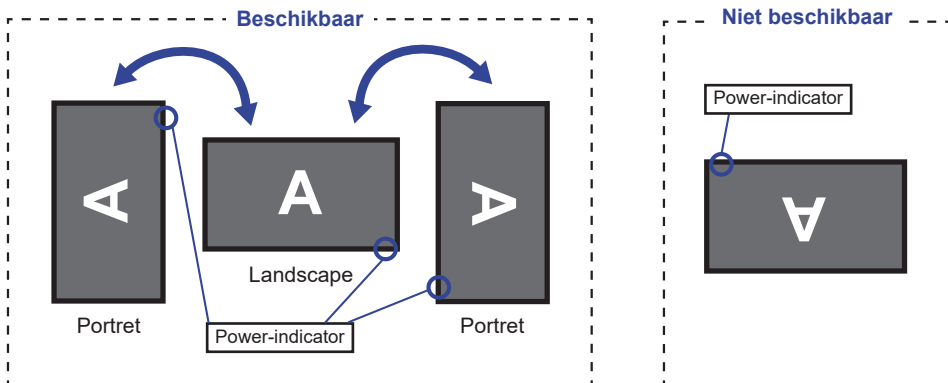 Beschikbaar
Niet beschikbaar
Power-indicator
A
A
A
A
Landscape
Portret
Power-indicator
Portret